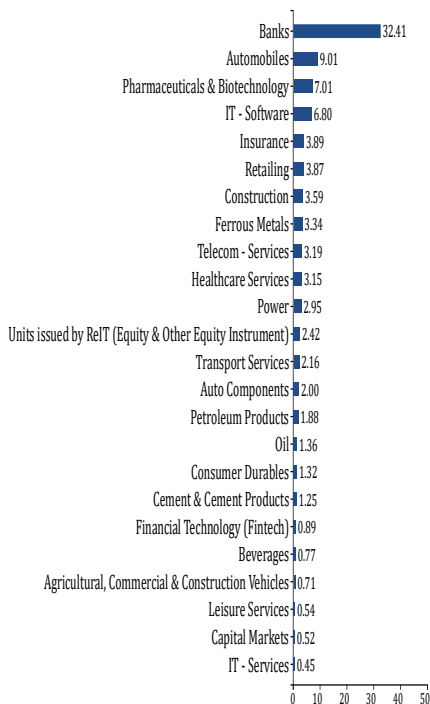 Banks 32.41
Automobiles 9.01
Pharmaceuticals & Biotechnology 7.01
IT - Software 6.80
Insurance 3.89
Retailing 3.87
Construction 3.59
Ferrous Metals 3.34
Telecom - Services 3.19
Healthcare Services 3.15
Power 2.95
Units issued by ReIT (Equity & Other Equity Instrument) 2.42
Transport Services 2.16
Auto Components 2.00
Petroleum Products 1.88
Oil 1.36
Consumer Durables 1.32
Cement & Cement Products 1.25
Financial Technology (Fintech) 0.89
Beverages 0.77
Agricultural, Commercial & Construction Vehicles 0.71
Leisure Services 0.54
Capital Markets 0.52
IT - Services 0.45
0 10 20 30 40 50